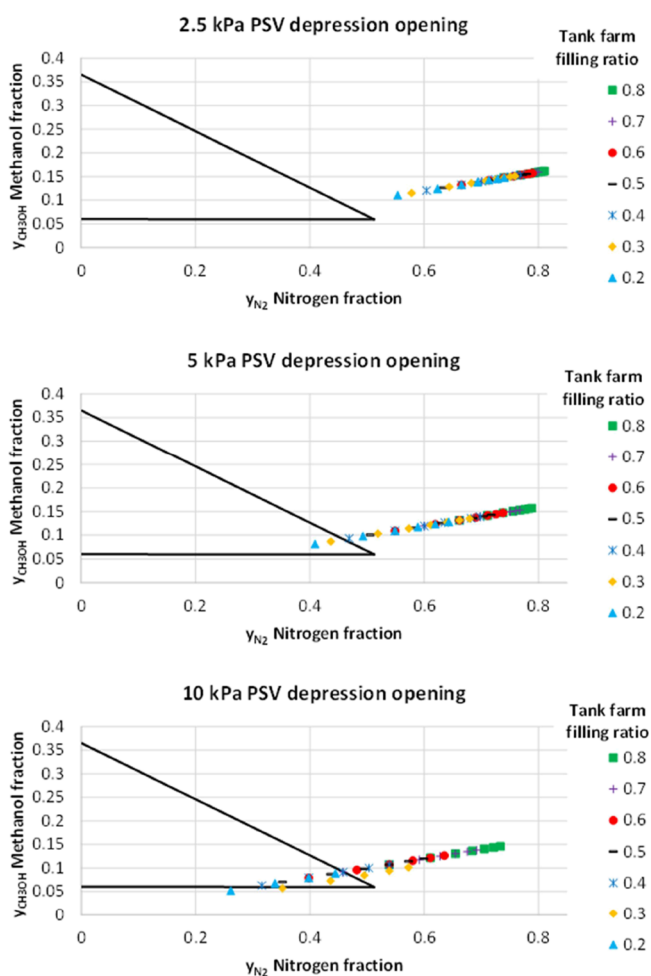 2.5 kPa PSV depression opening
Tank farm
filling ratio
0.8
0.7
0.6
0.5
0.4
0.3
0.2
yCH3OH Methanol fraction
0.4
0.35
0.3
0.25
0.2
0.15
0.1
0.05
0
0 0.2 0.4 0.6 0.8
yN2 Nitrogen fraction
5 kPa PSV depression opening
Tank farm
filling ratio
0.8
0.7
0.6
0.5
0.4
0.3
0.2
yCH3OH Methanol fraction
0.4
0.35
0.3
0.25
0.2
0.15
0.1
0.05
0
0 0.2 0.4 0.6 0.8
yN2 Nitrogen fraction
10 kPa PSV depression opening
Tank farm
filling ratio
0.8
0.7
0.6
0.5
0.4
0.3
0.2
yCH3OH Methanol fraction
0.4
0.35
0.3
0.25
0.2
0.15
0.1
0.05
0
0 0.2 0.4 0.6 0.8
yN2 Nitrogen fraction